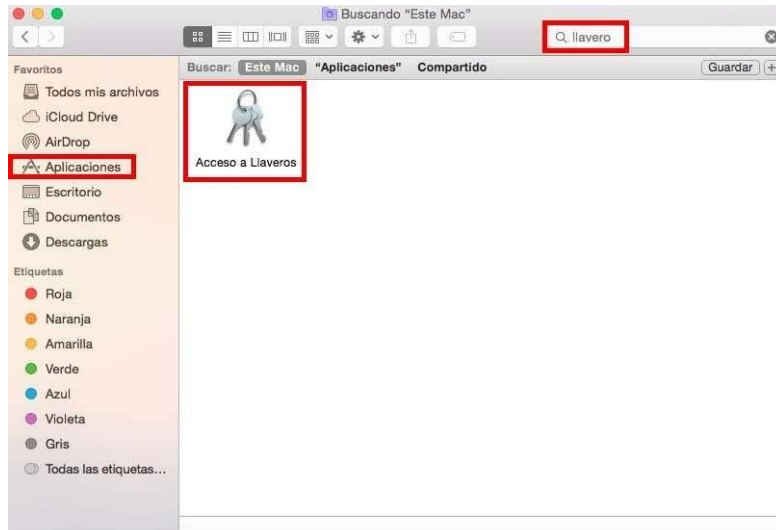 Buscando "Este Mac"
llavero
Favoritos
Todos mis archivos
iCloud Drive
AirDrop
Aplicaciones
Escritorio
Documentos
Descargas
Etiquetas
Roja
Naranja
Amarilla
Verde
Azul
Violeta
Gris
Todas las etiquetas...
Buscar: Este Mac "Aplicaciones" Compartido Guardar +
Acceso a Llaveros